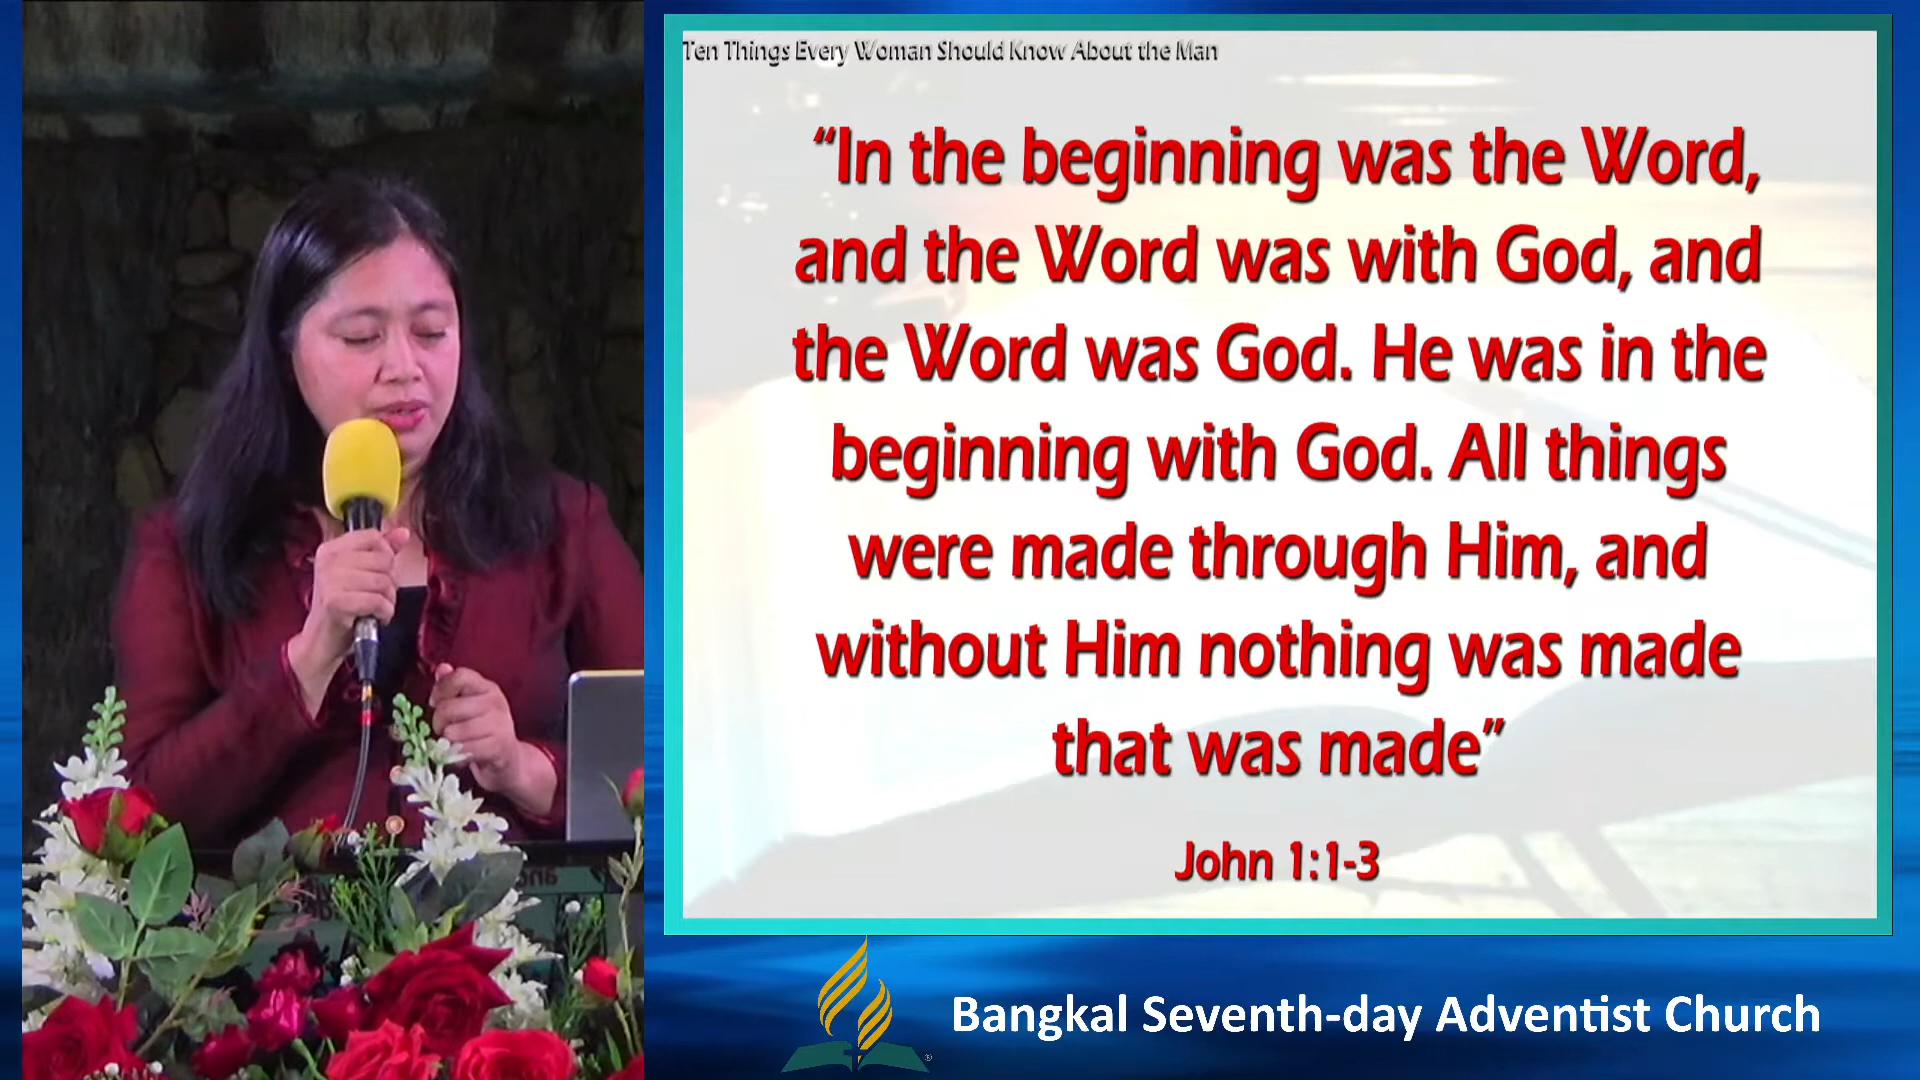 Ten Things Every Woman Should Know About the Man
“In the beginning was the Word,
and the Word was with God, and
the Word was God. He was in the
beginning with God. All things
were made through Him, and
without Him nothing was made
that was made”
John 1:1-3
Bangkal Seventh-day Adventist Church
®